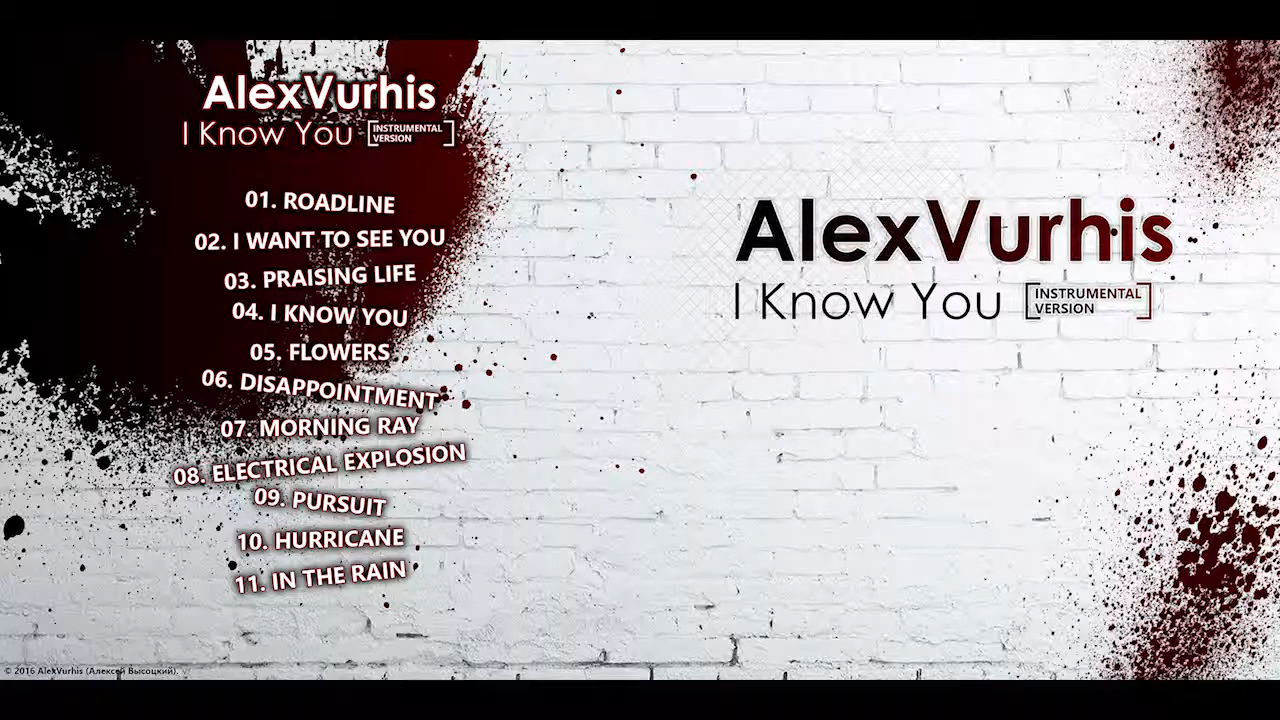 AlexVurhis
I Know You [INSTRUMENTAL VERSION]
01. ROADLINE
02. I WANT TO SEE YOU
03. PRAISING LIFE
04. I KNOW YOU
05. FLOWERS
06. DISAPPOINTMENT
07. MORNING RAY
08. ELECTRICAL EXPLOSION
09. PURSUIT
10. HURRICANE
11. IN THE RAIN
© 2016 AlexVurhis (Алексей Высоцкий).
AlexVurhis
I Know You [INSTRUMENTAL VERSION]